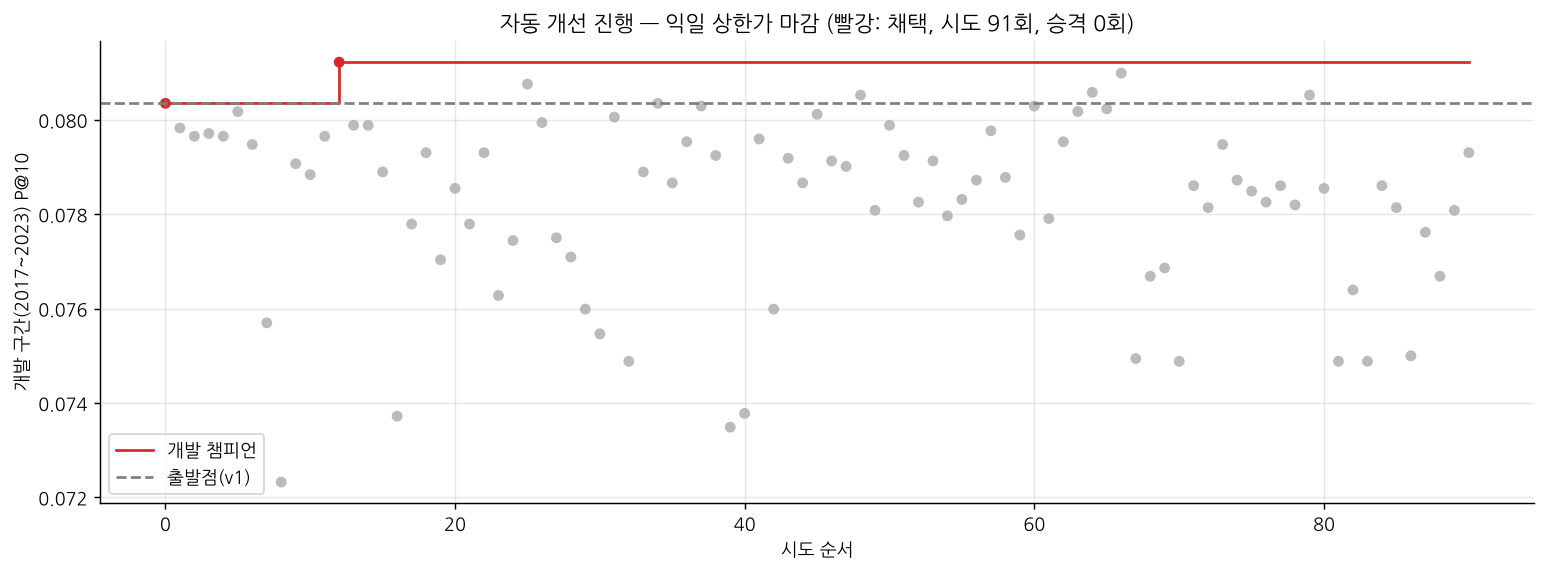 자동 개선 진행 — 익일 상한가 마감 (빨강: 채택, 시도 91회, 승격 0회)
개발 구간(2017~2023) P@10
0.080
0.078
0.076
0.074
0.072
개발 챔피언
출발점(v1)
0
20
40
60
80
시도 순서